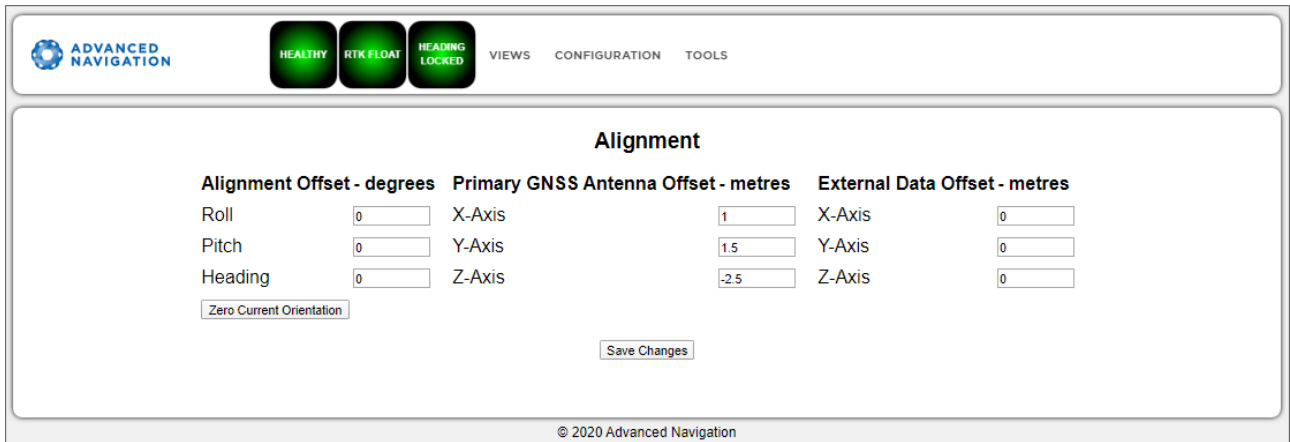 ADVANCED
NAVIGATION
HEALTHY
RTK FLOAT
HEADING
LOCKED
VIEWS CONFIGURATION TOOLS
Alignment
Alignment Offset - degrees Primary GNSS Antenna Offset - metres External Data Offset - metres
Roll 0 X-Axis 1 X-Axis 0
Pitch 0 Y-Axis 1.5 Y-Axis 0
Heading 0 Z-Axis -2.5 Z-Axis 0
Zero Current Orientation
Save Changes
© 2020 Advanced Navigation